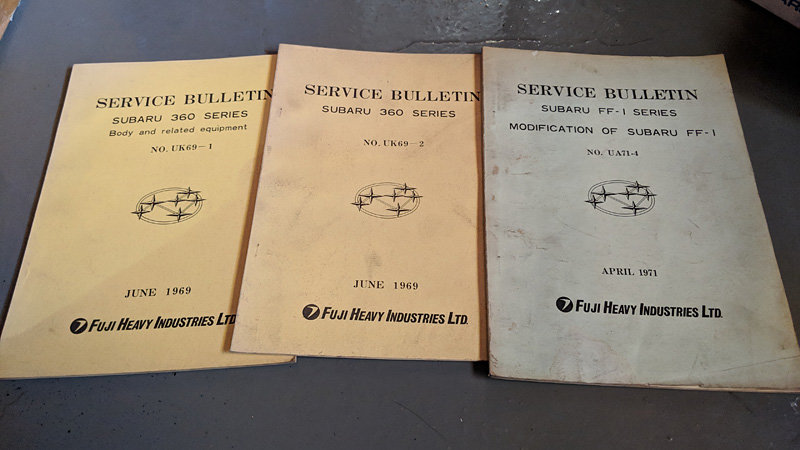 SERVICE BULLETIN
SUBARU 360 SERIES
Body and related equipment
NO. UK69-1
JUNE 1969
FUJI HEAVY INDUSTRIES LTD.
SERVICE BULLETIN
SUBARU 360 SERIES
NO. UK69-2
JUNE 1969
FUJI HEAVY INDUSTRIES LTD.
SERVICE BULLETIN
SUBARU FF-1 SERIES
MODIFICATION OF SUBARU FF-1
NO. UA71-4
APRIL 1971
FUJI HEAVY INDUSTRIES LTD.